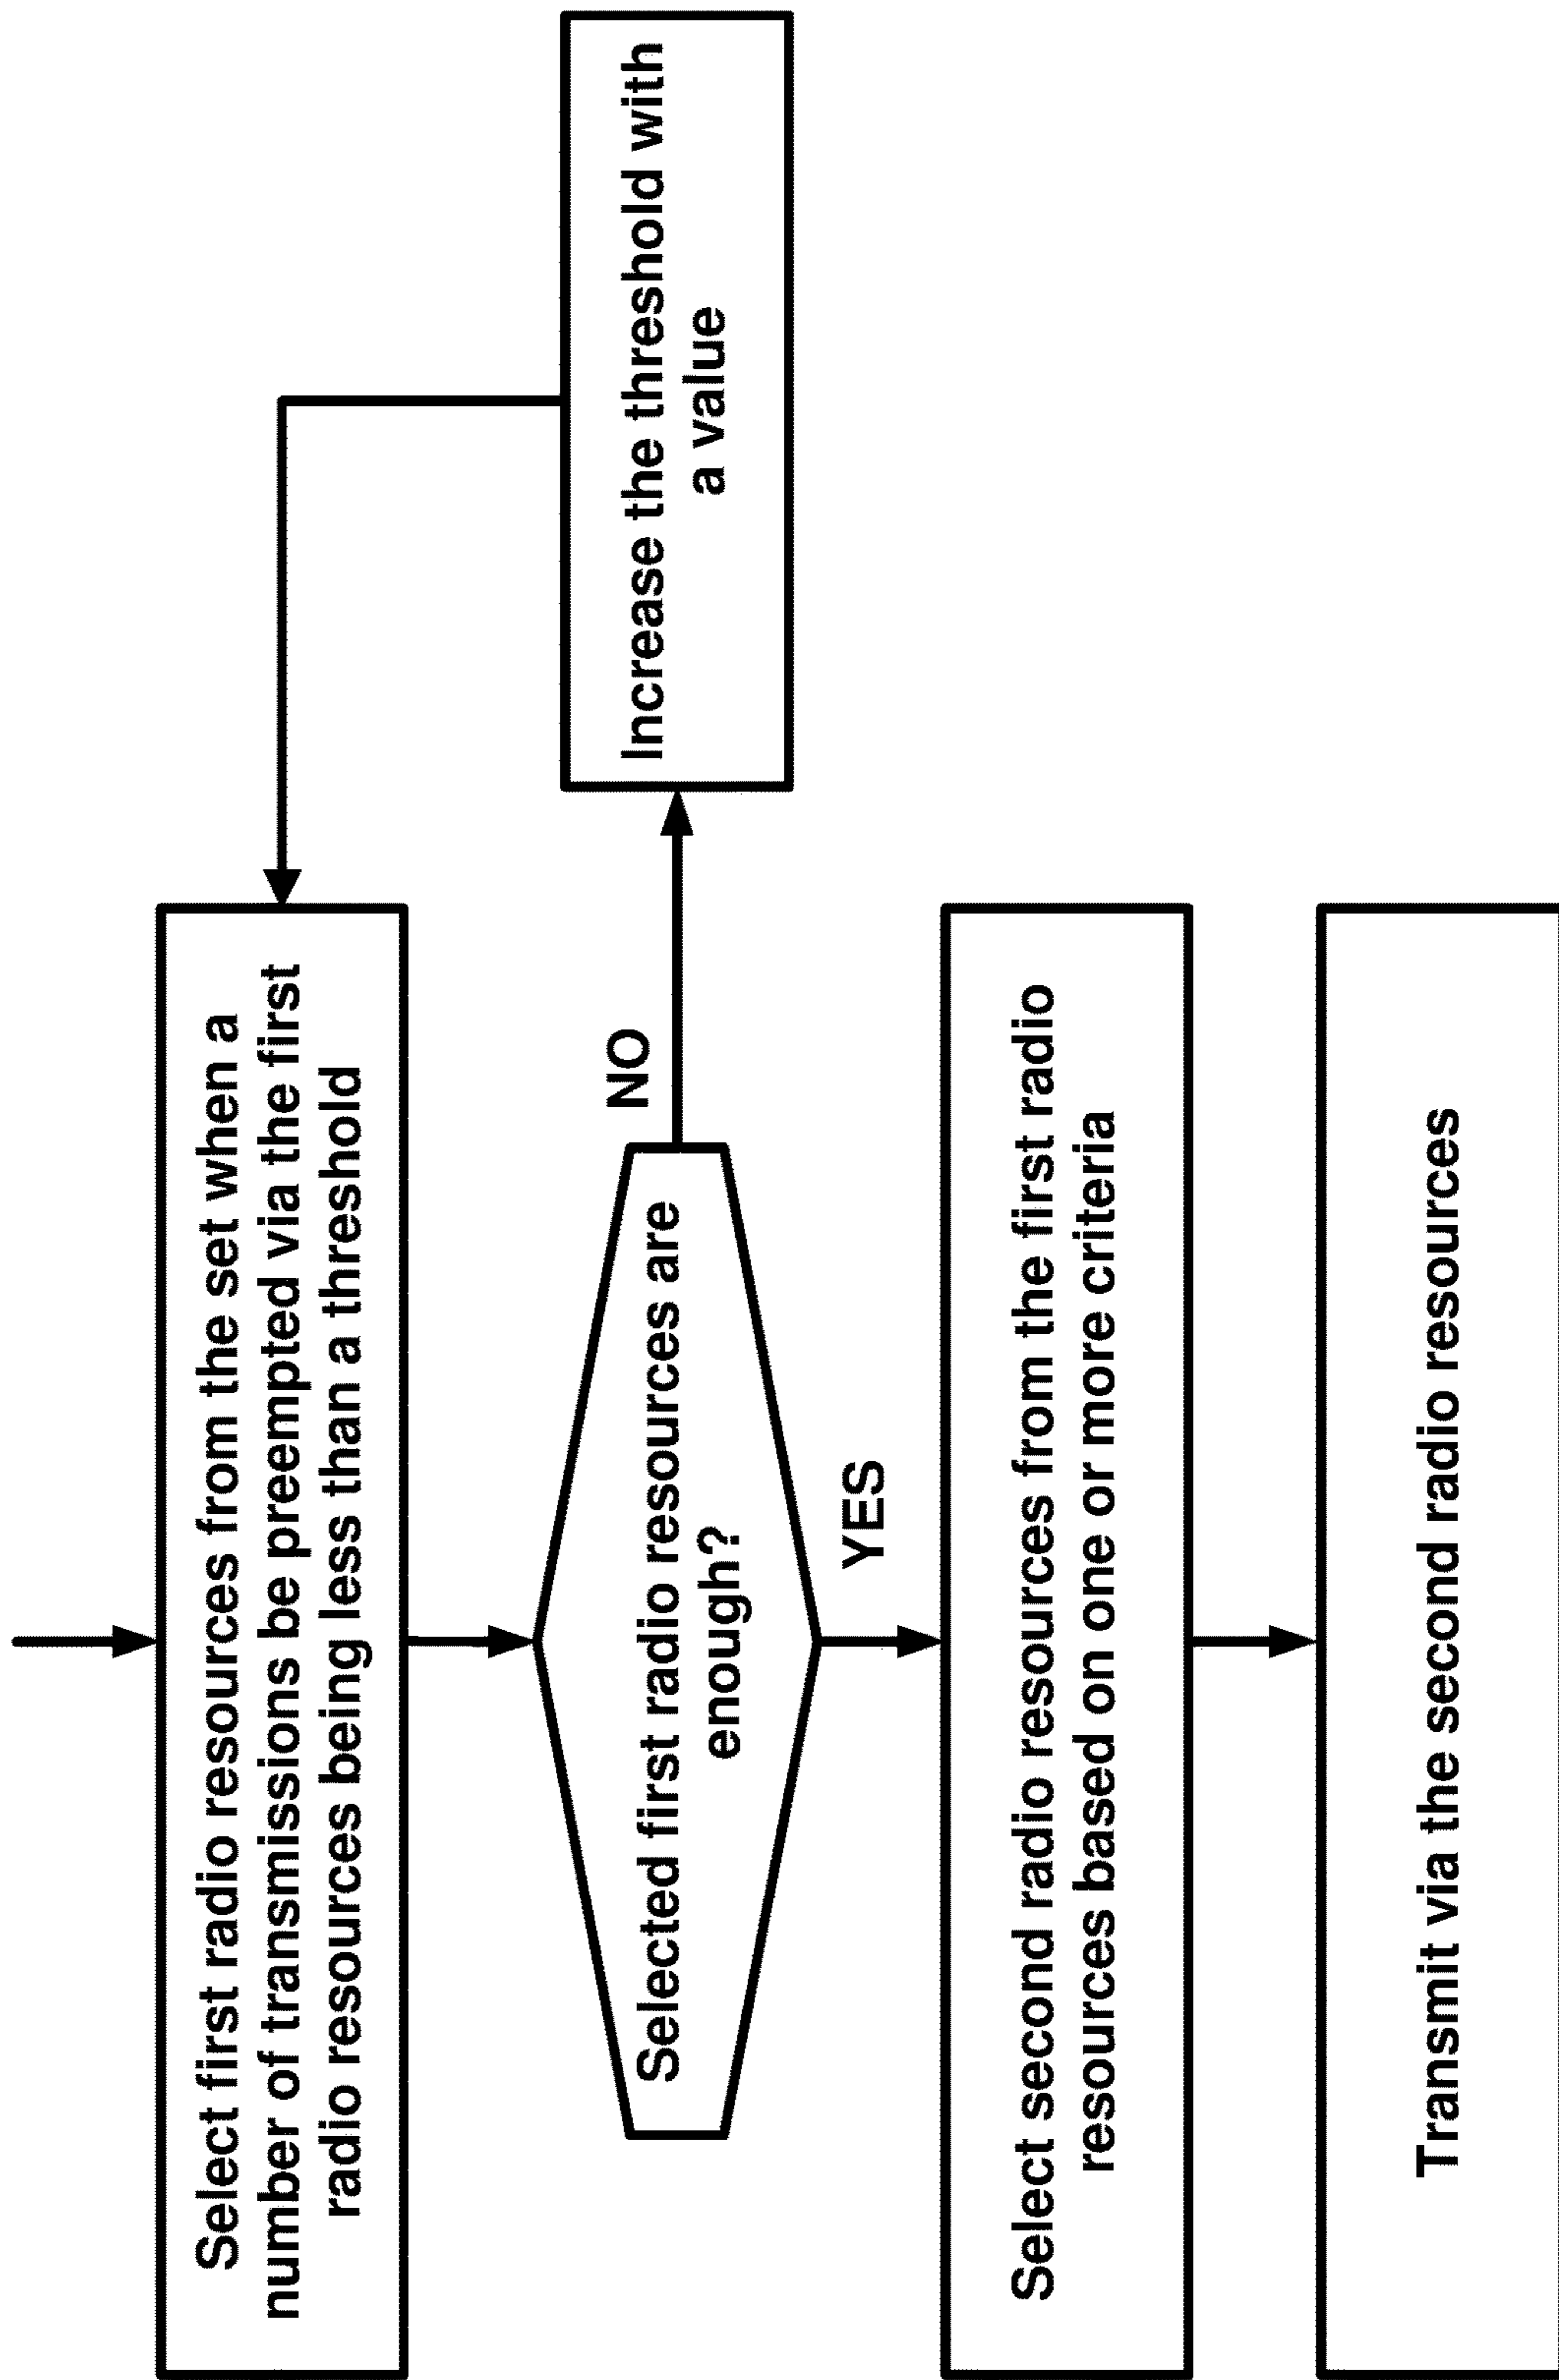 Select first radio resources from the set when a
number of transmissions be preempted via the first
radio resources being less than a threshold
Selected first radio resources are
enough?
NO
Increase the threshold with
a value
YES
Select second radio resources from the first radio
resources based on one or more criteria
Transmit via the second radio resources